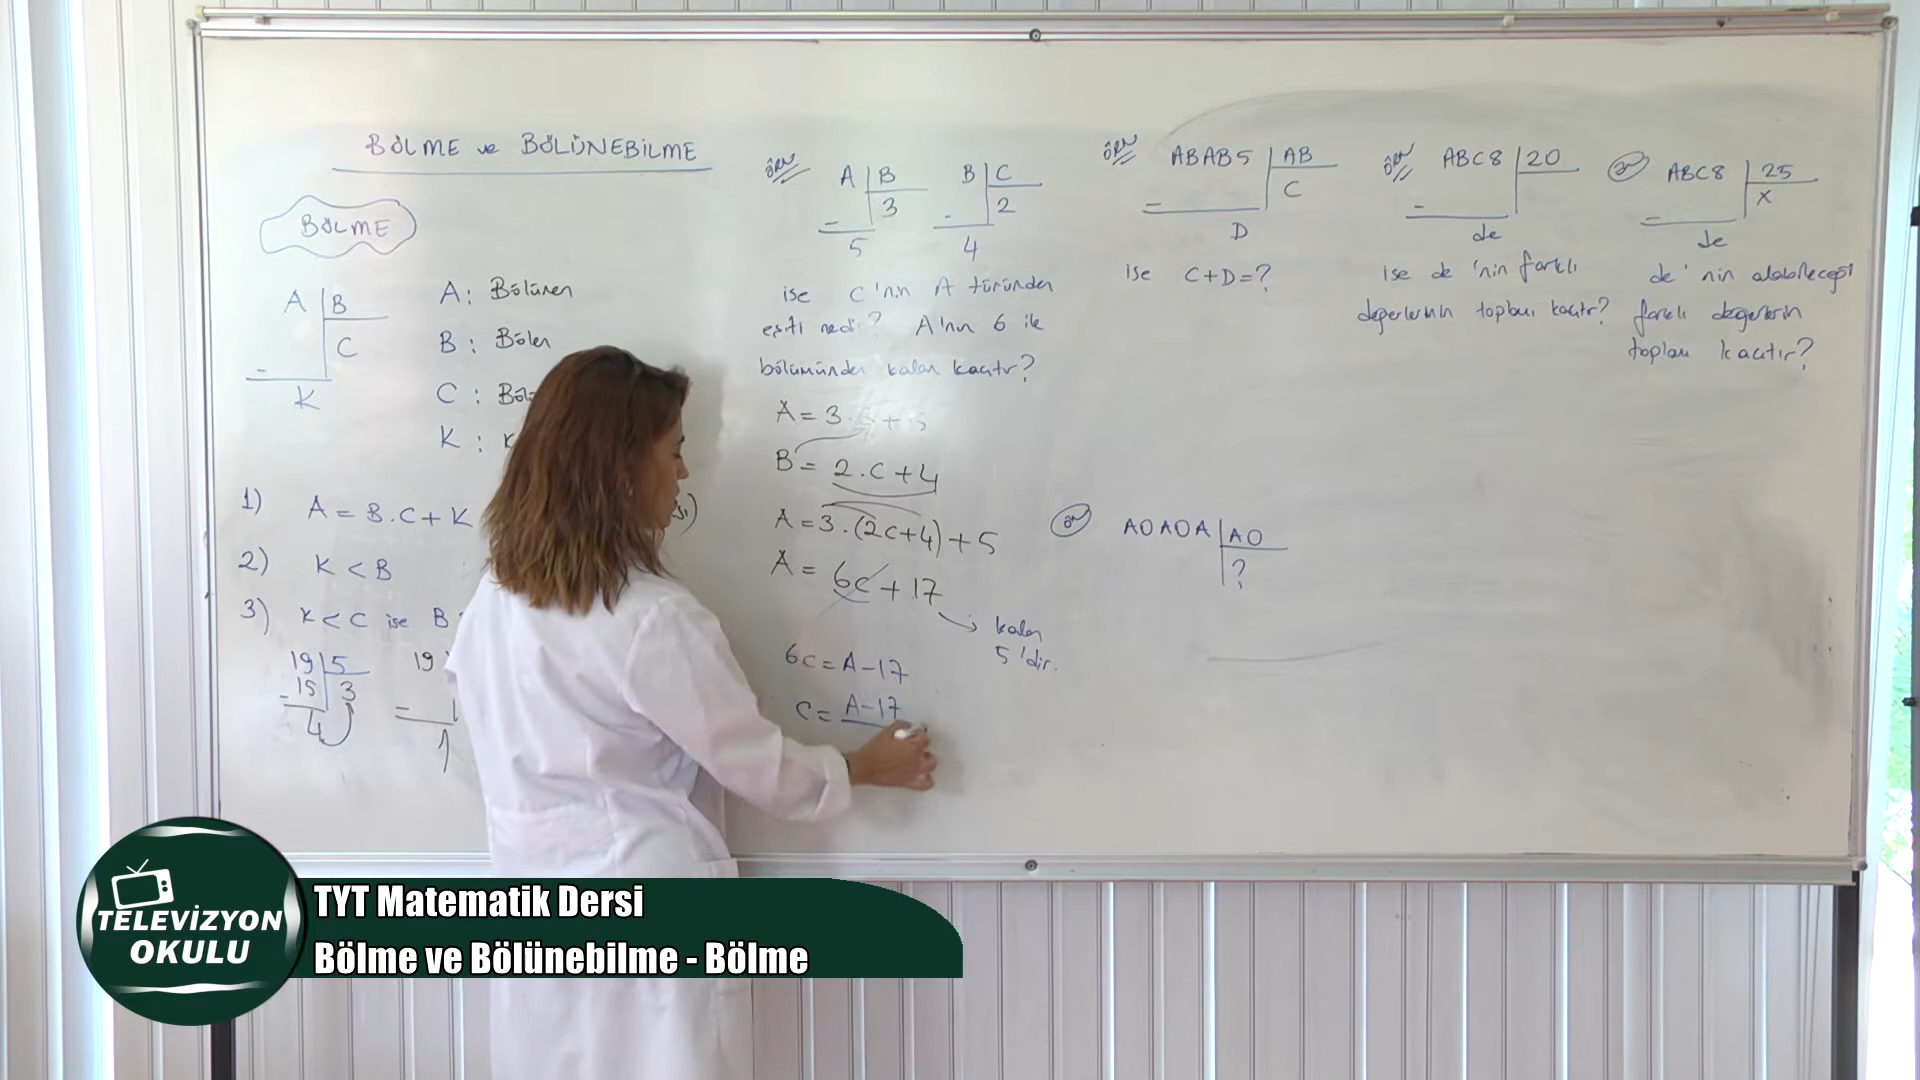 BÖLME ve BÖLÜNEBİLME
BÖLME
A B
C
K
A : Bölünen
B : Bölen
C :
K :
1) A = B.C + K
2) K < B
3) K < C ise B
19 5
15 3
4
19
1
örn
A B
3
5
B C
2
4
ise C'nin A türünden
eşiti nedir? A'nın 6 ile
bölümünden kalan kaçtır?
A = 3. + 5
B = 2.C + 4
A = 3.(2C+4) + 5
A = 6C + 17
kalan
5'dir.
6C = A - 17
C = A - 17
örn
ABAB5 AB
C
D
ise C+D=?
örn
ABC8 20
de
ise de 'nin farklı
değerlerinin toplamı kaçtır?
ör
ABC8 25
X
de
de'nin alabileceği
farklı değerlerin
toplamı kaçtır?
ör
A0A0A A0
?
TELEVİZYON
OKULU
TYT Matematik Dersi
Bölme ve Bölünebilme - Bölme